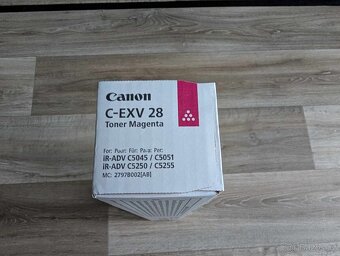 Canon
C-EXV 28
Toner Magenta
For: Pour: Für: Para: Per:
iR-ADV C5045 / C5051
iR-ADV C5250 / C5255
MC: 2797B002[AB]